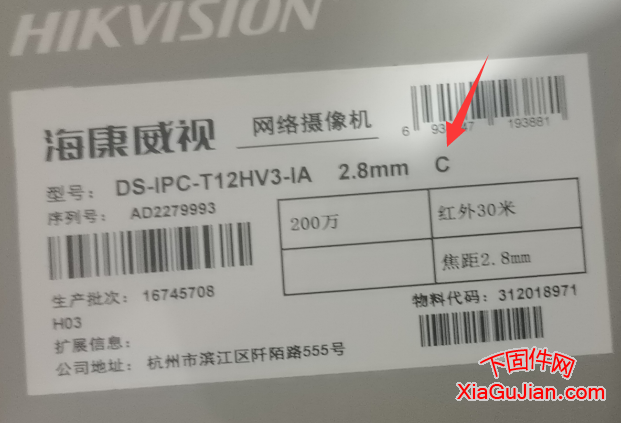 HIKVISION
海康威视 网络摄像机
193881
型号: DS-IPC-T12HV3-IA 2.8mm C
序列号: AD2279993
200万 红外30米
焦距2.8mm
生产批次: 16745708
物料代码: 312018971
H03
扩展信息:
公司地址: 杭州市滨江区阡陌路555号
下固件网
XiaGuJian.com